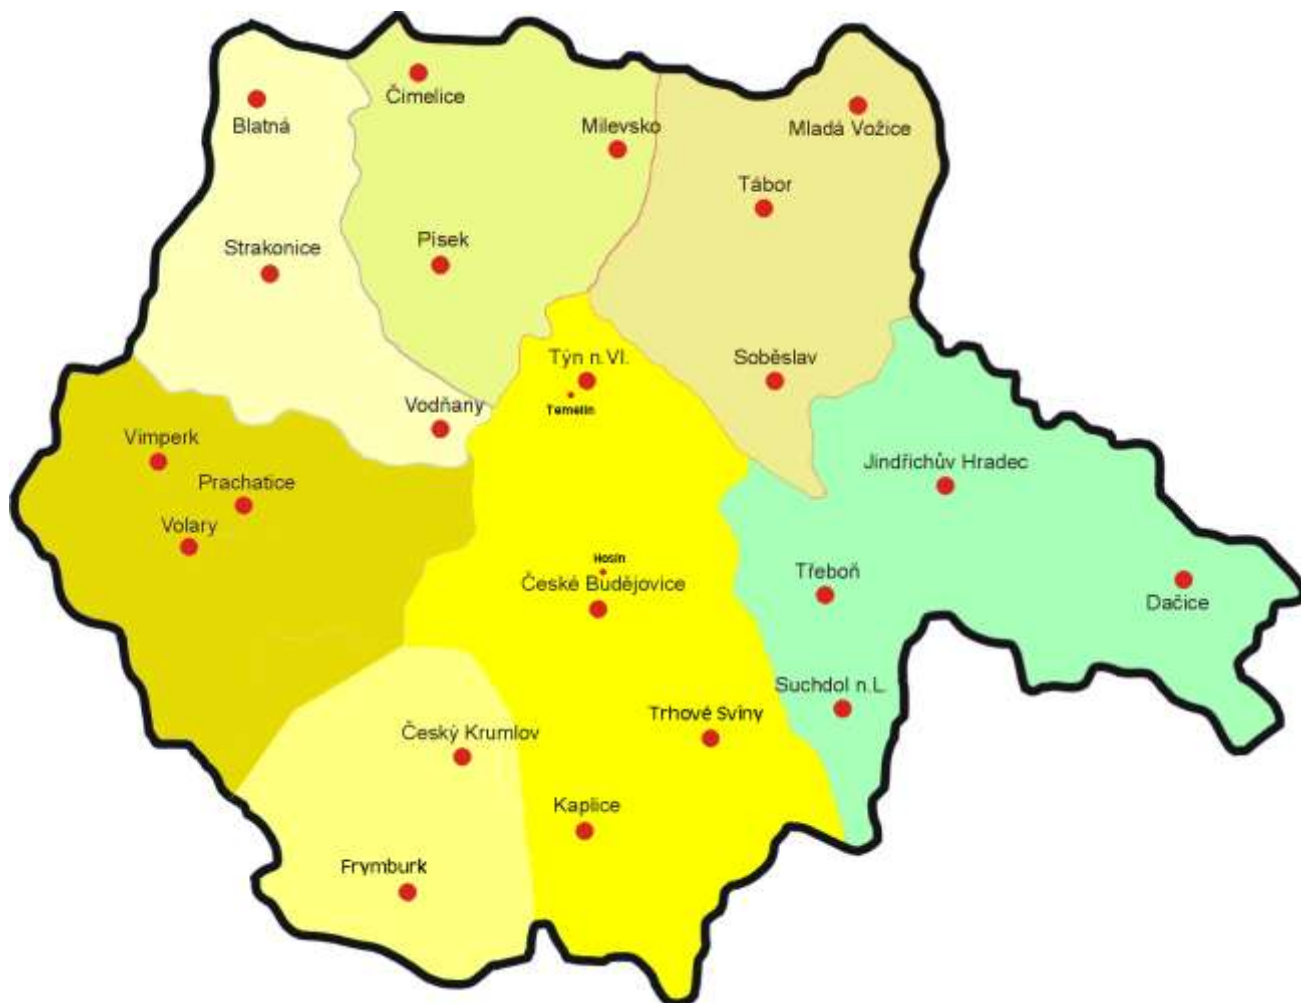 Čimelice
Blatná
Milevsko
Mladá Vožice
Tábor
Písek
Strakonice
Týn n.Vl.
Soběslav
Temelín
Vodňany
Vimperk
Jindřichův Hradec
Prachatice
Volary
Hosín
České Budějovice
Třeboň
Dačice
Suchdol n.L.
Trhové Sviny
Český Krumlov
Kaplice
Frymburk